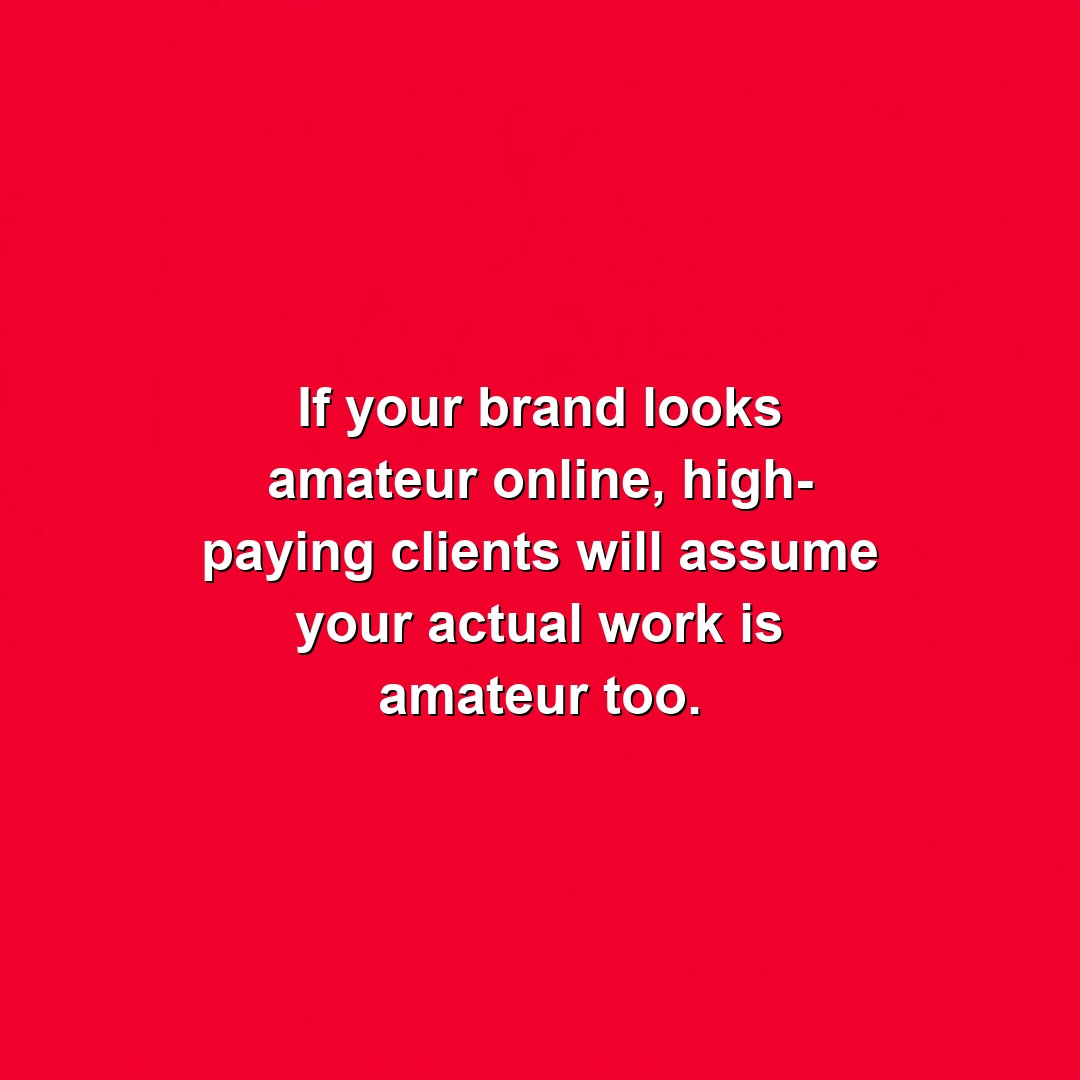 If your brand looks
amateur online, high-
paying clients will assume
your actual work is
amateur too.